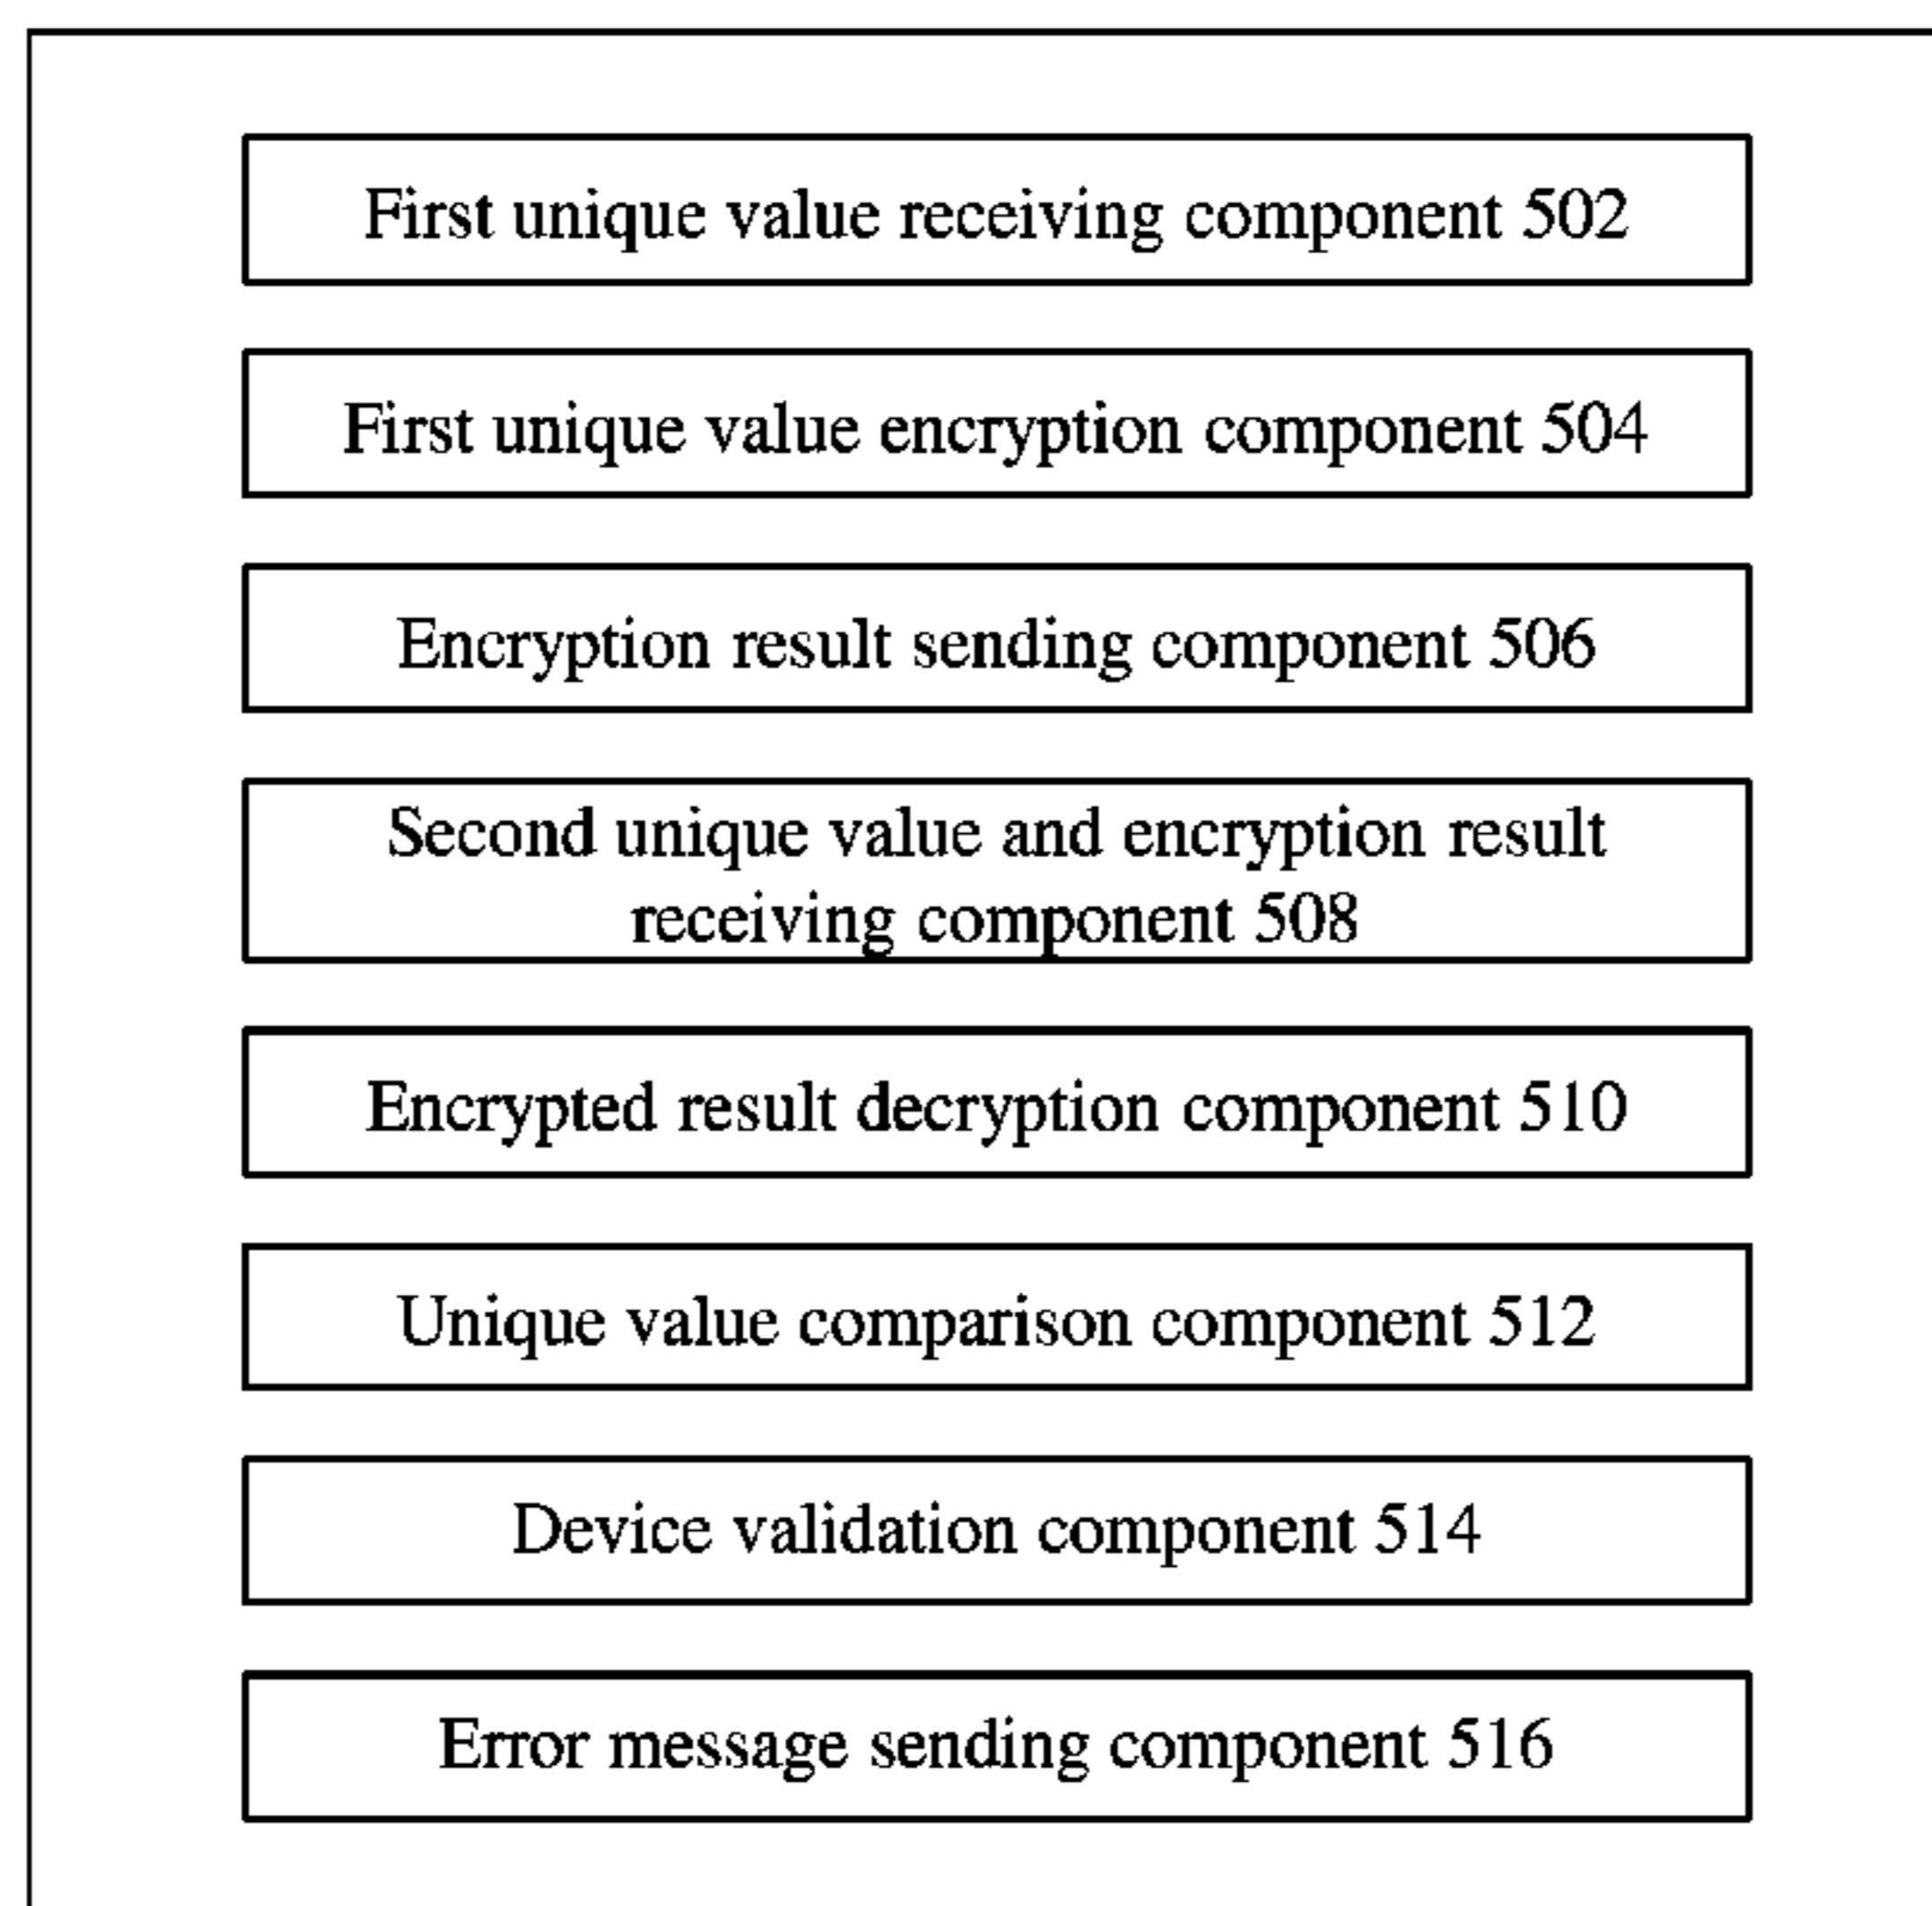 First unique value receiving component 502
First unique value encryption component 504
Encryption result sending component 506
Second unique value and encryption result
receiving component 508
Encrypted result decryption component 510
Unique value comparison component 512
Device validation component 514
Error message sending component 516